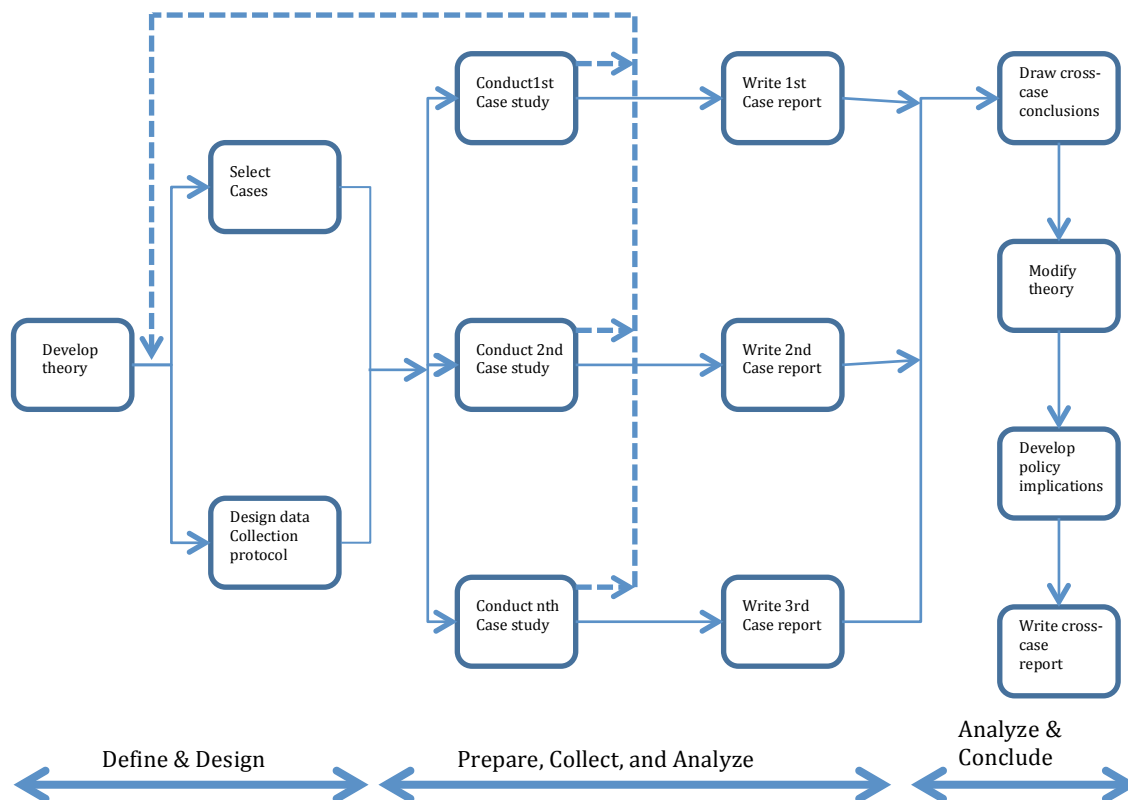 Conduct1st
Case study
Write 1st
Case report
Draw cross-
case
conclusions
Select
Cases
Modify
theory
Develop
theory
Conduct 2nd
Case study
Write 2nd
Case report
Develop
policy
implications
Design data
Collection
protocol
Conduct nth
Case study
Write 3rd
Case report
Write cross-
case
report
Define & Design
Prepare, Collect, and Analyze
Analyze &
Conclude